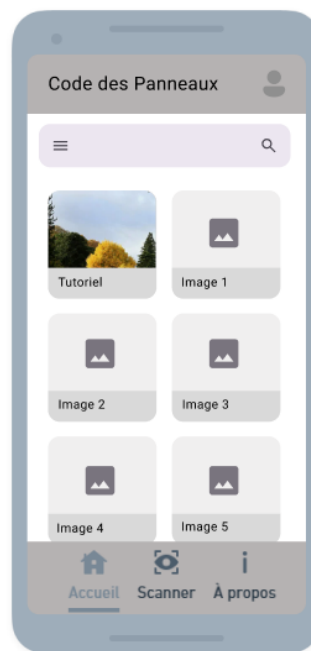 Code des Panneaux
Tutoriel
Image 1
Image 2
Image 3
Image 4
Image 5
Accueil
Scanner
À propos